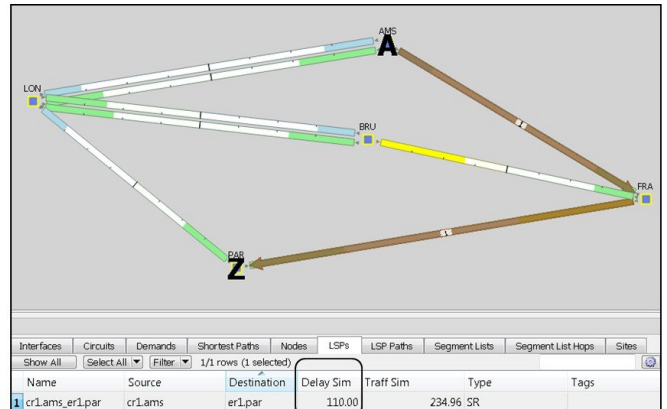 AMS
A
LON
BRU
FRA
PAR
Z
Interfaces Circuits Demands Shortest Paths Nodes LSPs LSP Paths Segment Lists Segment List Hops Sites
Show All Select All Filter 1/1 rows (1 selected)
Name Source Destination Delay Sim Traff Sim Type Tags
1 cr1.ams_er1.par cr1.ams er1.par 110.00 234.96 SR